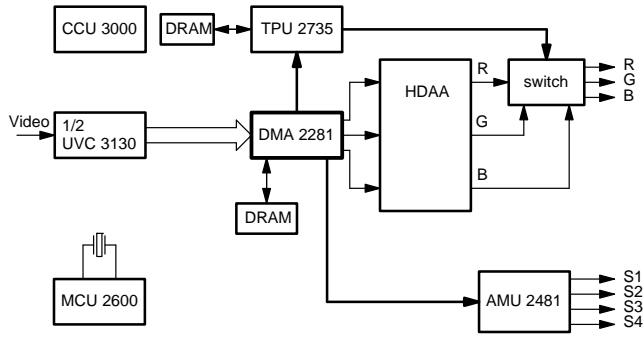 CCU 3000
DRAM
TPU 2735
R
G
B
HDAA
R
switch
Video
1/2
UVC 3130
DMA 2281
G
B
DRAM
MCU 2600
AMU 2481
S1
S2
S3
S4